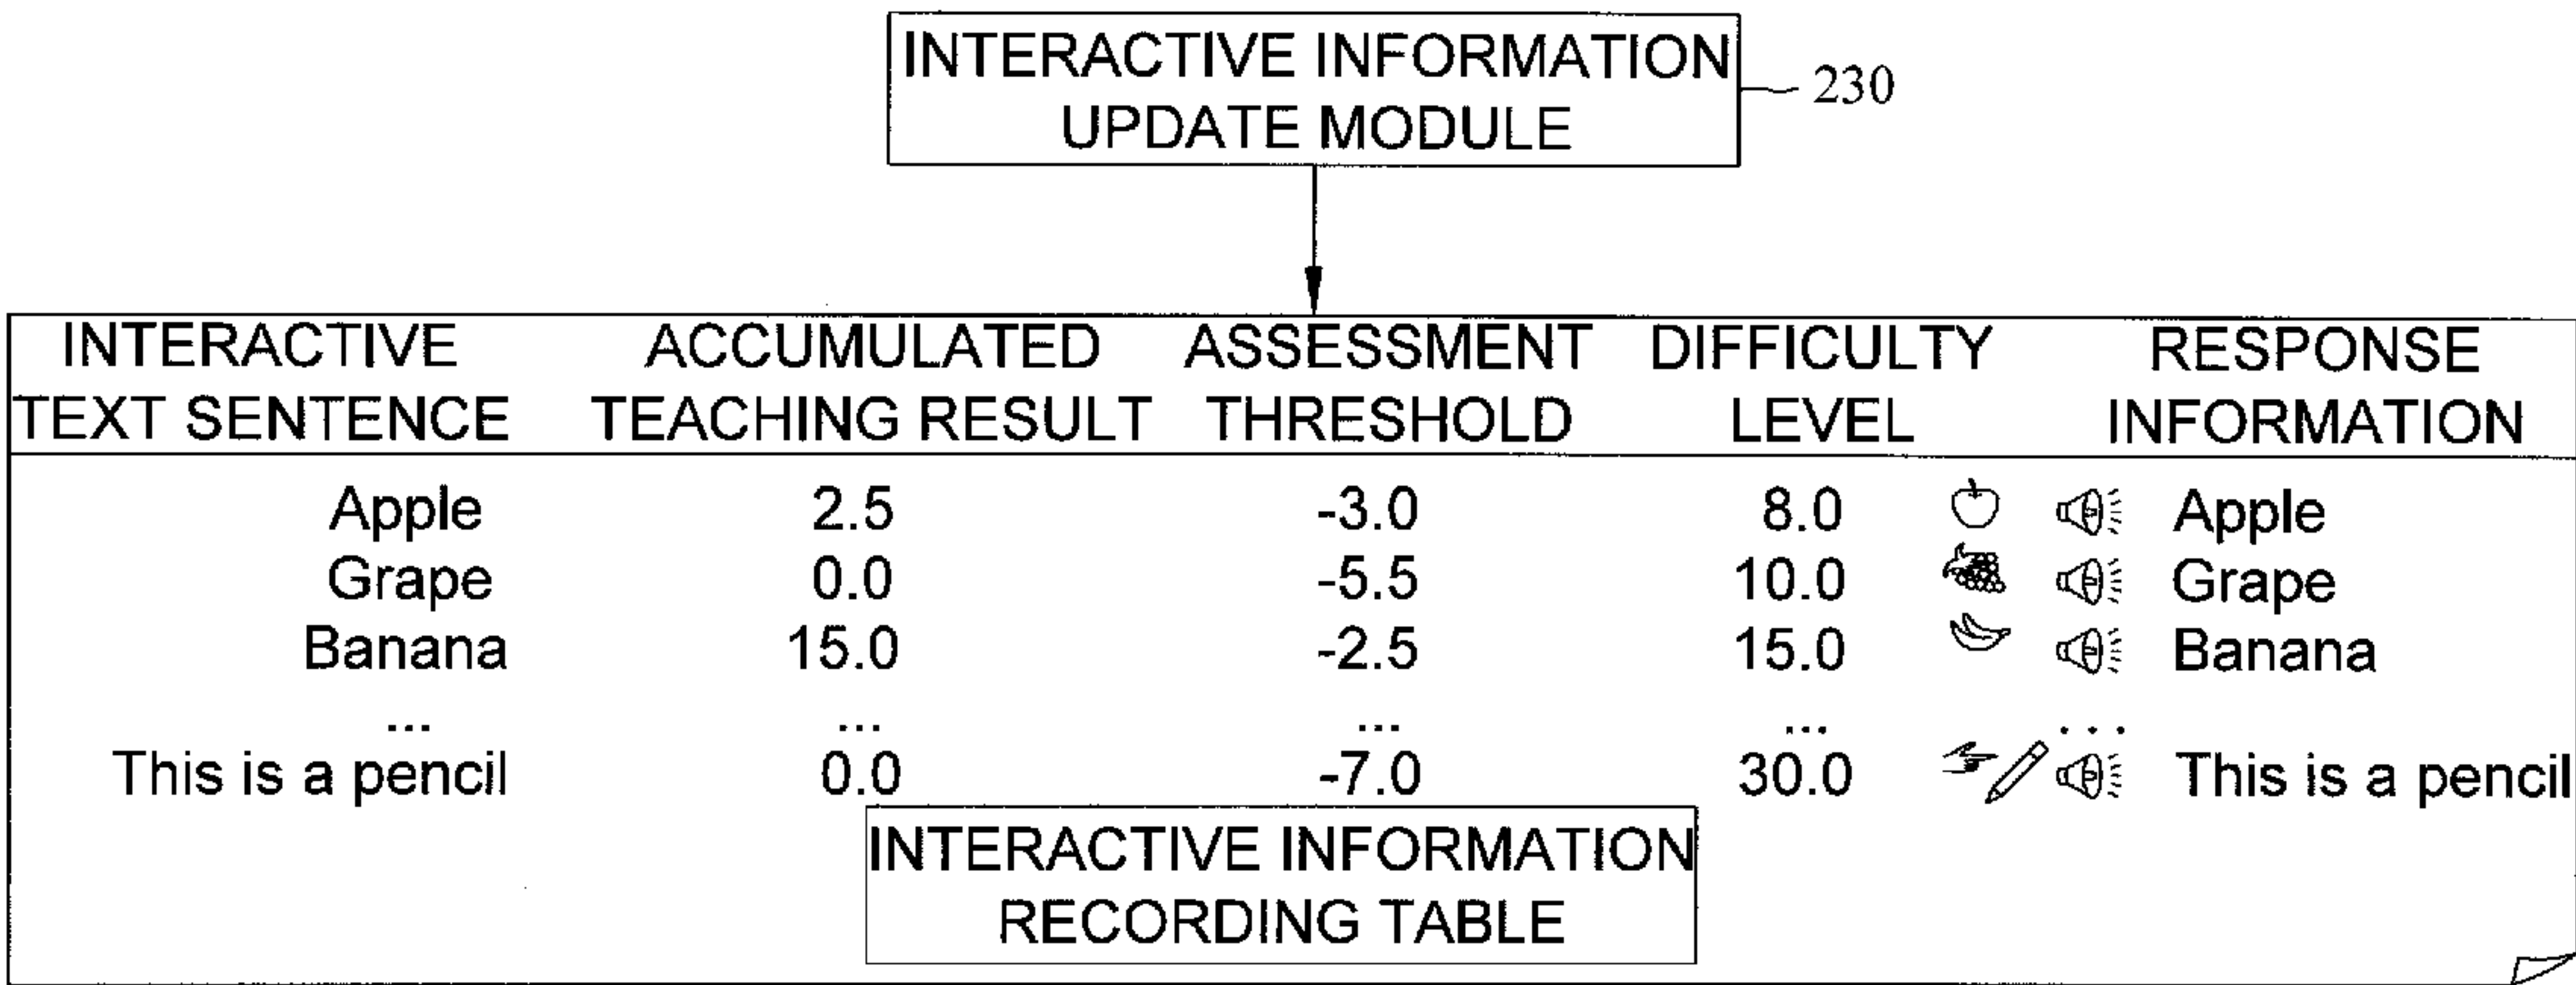 INTERACTIVE INFORMATION
UPDATE MODULE
230
INTERACTIVE ACCUMULATED ASSESSMENT DIFFICULTY RESPONSE
TEXT SENTENCE TEACHING RESULT THRESHOLD LEVEL INFORMATION
Apple 2.5 -3.0 8.0 Apple
Grape 0.0 -5.5 10.0 Grape
Banana 15.0 -2.5 15.0 Banana
... ... ... ... ...
This is a pencil 0.0 -7.0 30.0 This is a pencil
INTERACTIVE INFORMATION
RECORDING TABLE